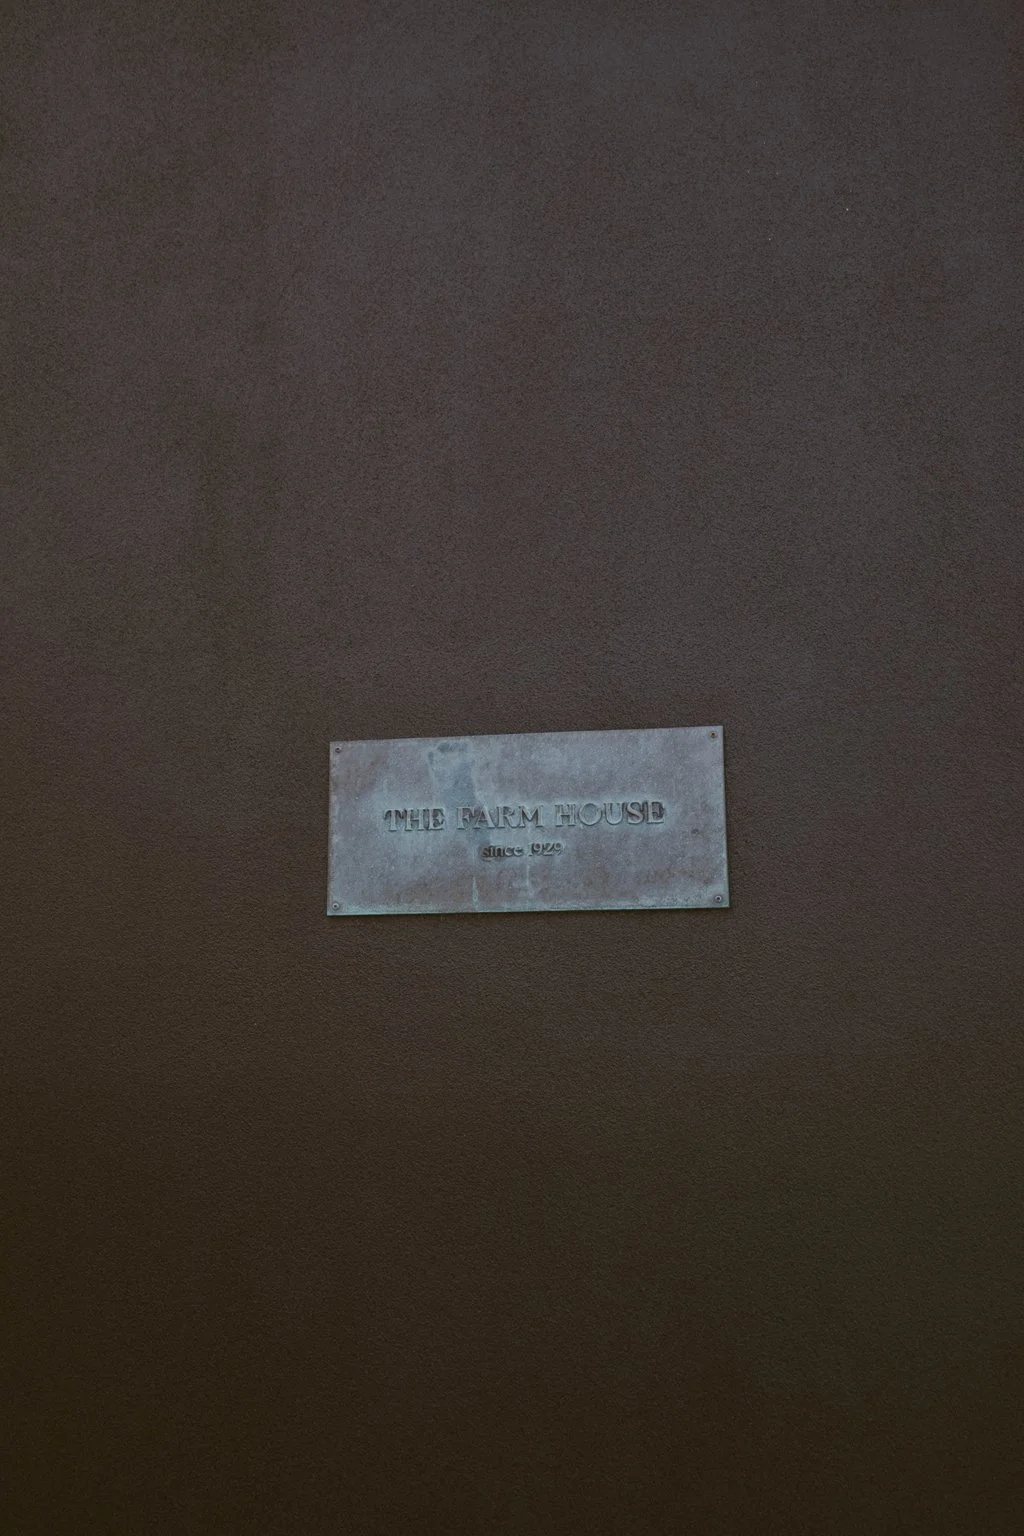 THE FARM HOUSE
since 1929